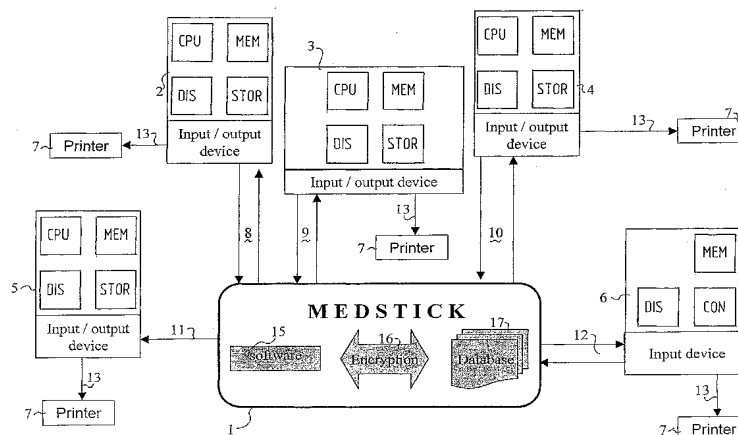 CPU MEM
2
DIS STOR
Input / output
device
13
7 Printer
8
3
CPU MEM
DIS STOR
Input / output device
13
7 Printer
9
CPU MEM
DIS STOR
4
Input / output
device
13
7
Printer
10
CPU MEM
5
DIS STOR
Input / output
device
11
13
7 Printer
MEDSTICK
15
software
16
Encryption
17
Database
1
MEM
6
DIS CON
Input device
12
13
7 Printer